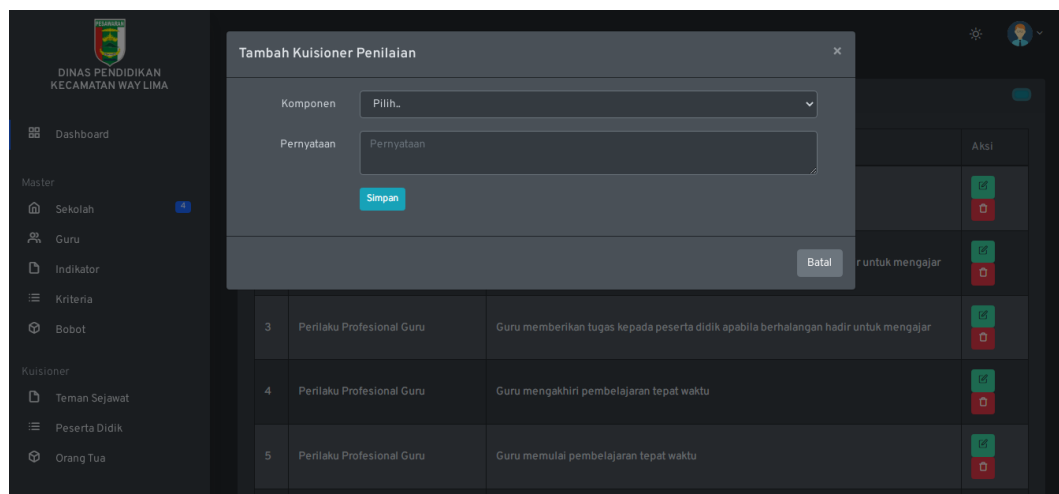 PESAWARAN
DINAS PENDIDIKAN
KECAMATAN WAY LIMA
Dashboard
Master
Sekolah 4
Guru
Indikator
Kriteria
Bobot
Kuisioner
Teman Sejawat
Peserta Didik
Orang Tua
Tambah Kuisioner Penilaian ×
Komponen Pilih..
Pernyataan Pernyataan
Simpan
Batal
Aksi
r untuk mengajar
3 Perilaku Profesional Guru Guru memberikan tugas kepada peserta didik apabila berhalangan hadir untuk mengajar
4 Perilaku Profesional Guru Guru mengakhiri pembelajaran tepat waktu
5 Perilaku Profesional Guru Guru memulai pembelajaran tepat waktu